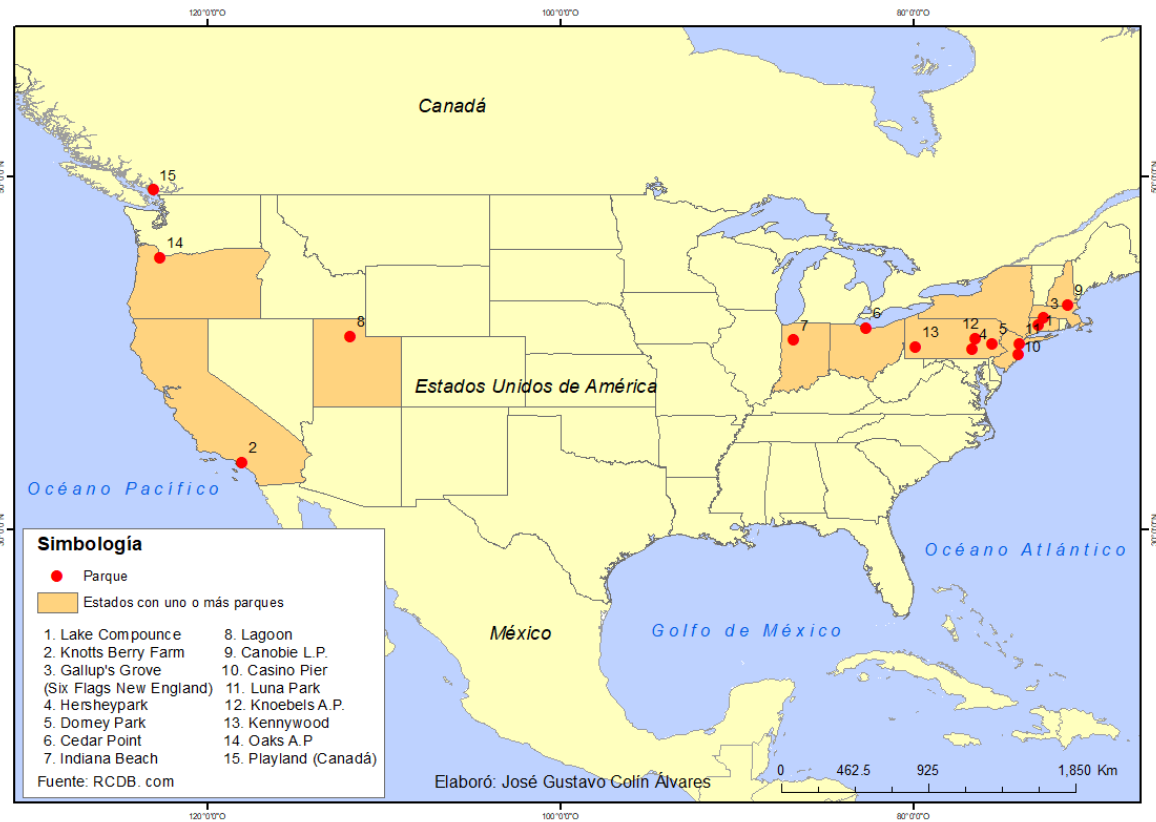 120°0'0"O 100°0'0"O 80°0'0"O
Canadá
15
14
9
3
8
6
1
7
12
11
13
4
5
10
Estados Unidos de América
2
Océano Pacífico
Océano Atlántico
Simbología
Parque
Estados con uno o más parques
1. Lake Compounce
2. Knotts Berry Farm
3. Gallup's Grove
(Six Flags New England)
4. Hersheypark
5. Dorney Park
6. Cedar Point
7. Indiana Beach
8. Lagoon
9. Canobie L.P.
10. Casino Pier
11. Luna Park
12. Knoebels A.P.
13. Kennywood
14. Oaks A.P
15. Playland (Canadá)
Fuente: RCDB. com
México
Golfo de México
Elaboró: José Gustavo Colín Álvares
0 462.5 925 1,850 Km
120°0'0"O 100°0'0"O 80°0'0"O